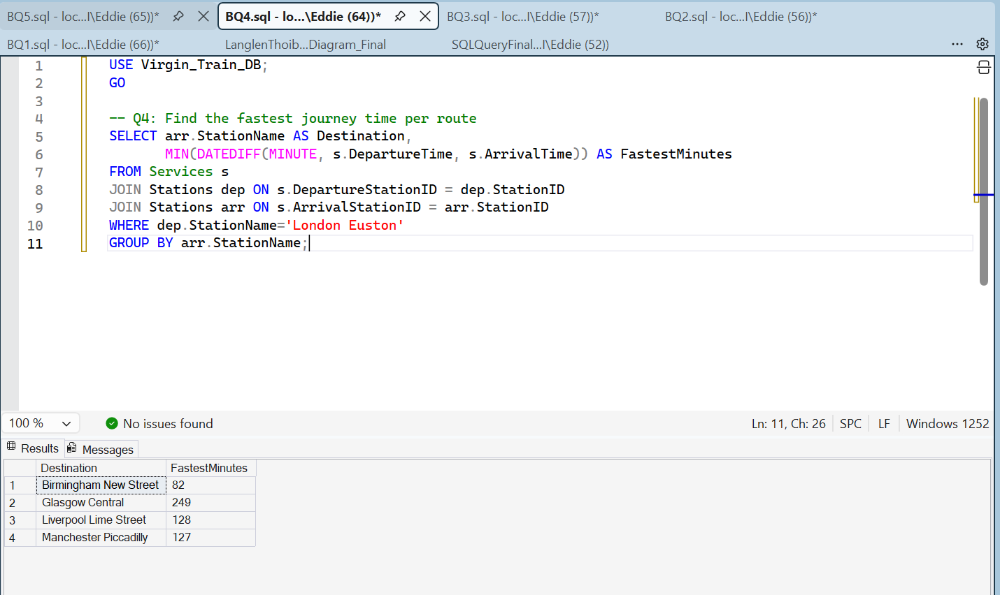 BQ5.sql - loc...I\Eddie (65))* BQ4.sql - lo...\Eddie (64))* BQ3.sql - loc...I\Eddie (57))* BQ2.sql - loc...I\Eddie (56))*
BQ1.sql - loc...I\Eddie (66))* LanglenThoib...Diagram_Final SQLQueryFinal...I\Eddie (52))
1 USE Virgin_Train_DB;
2 GO
3
4 -- Q4: Find the fastest journey time per route
5 SELECT arr.StationName AS Destination,
6 MIN(DATEDIFF(MINUTE, s.DepartureTime, s.ArrivalTime)) AS FastestMinutes
7 FROM Services s
8 JOIN Stations dep ON s.DepartureStationID = dep.StationID
9 JOIN Stations arr ON s.ArrivalStationID = arr.StationID
10 WHERE dep.StationName='London Euston'
11 GROUP BY arr.StationName;
100 % No issues found Ln: 11, Ch: 26 SPC LF Windows 1252
Results Messages
Destination FastestMinutes
1 Birmingham New Street 82
2 Glasgow Central 249
3 Liverpool Lime Street 128
4 Manchester Piccadilly 127